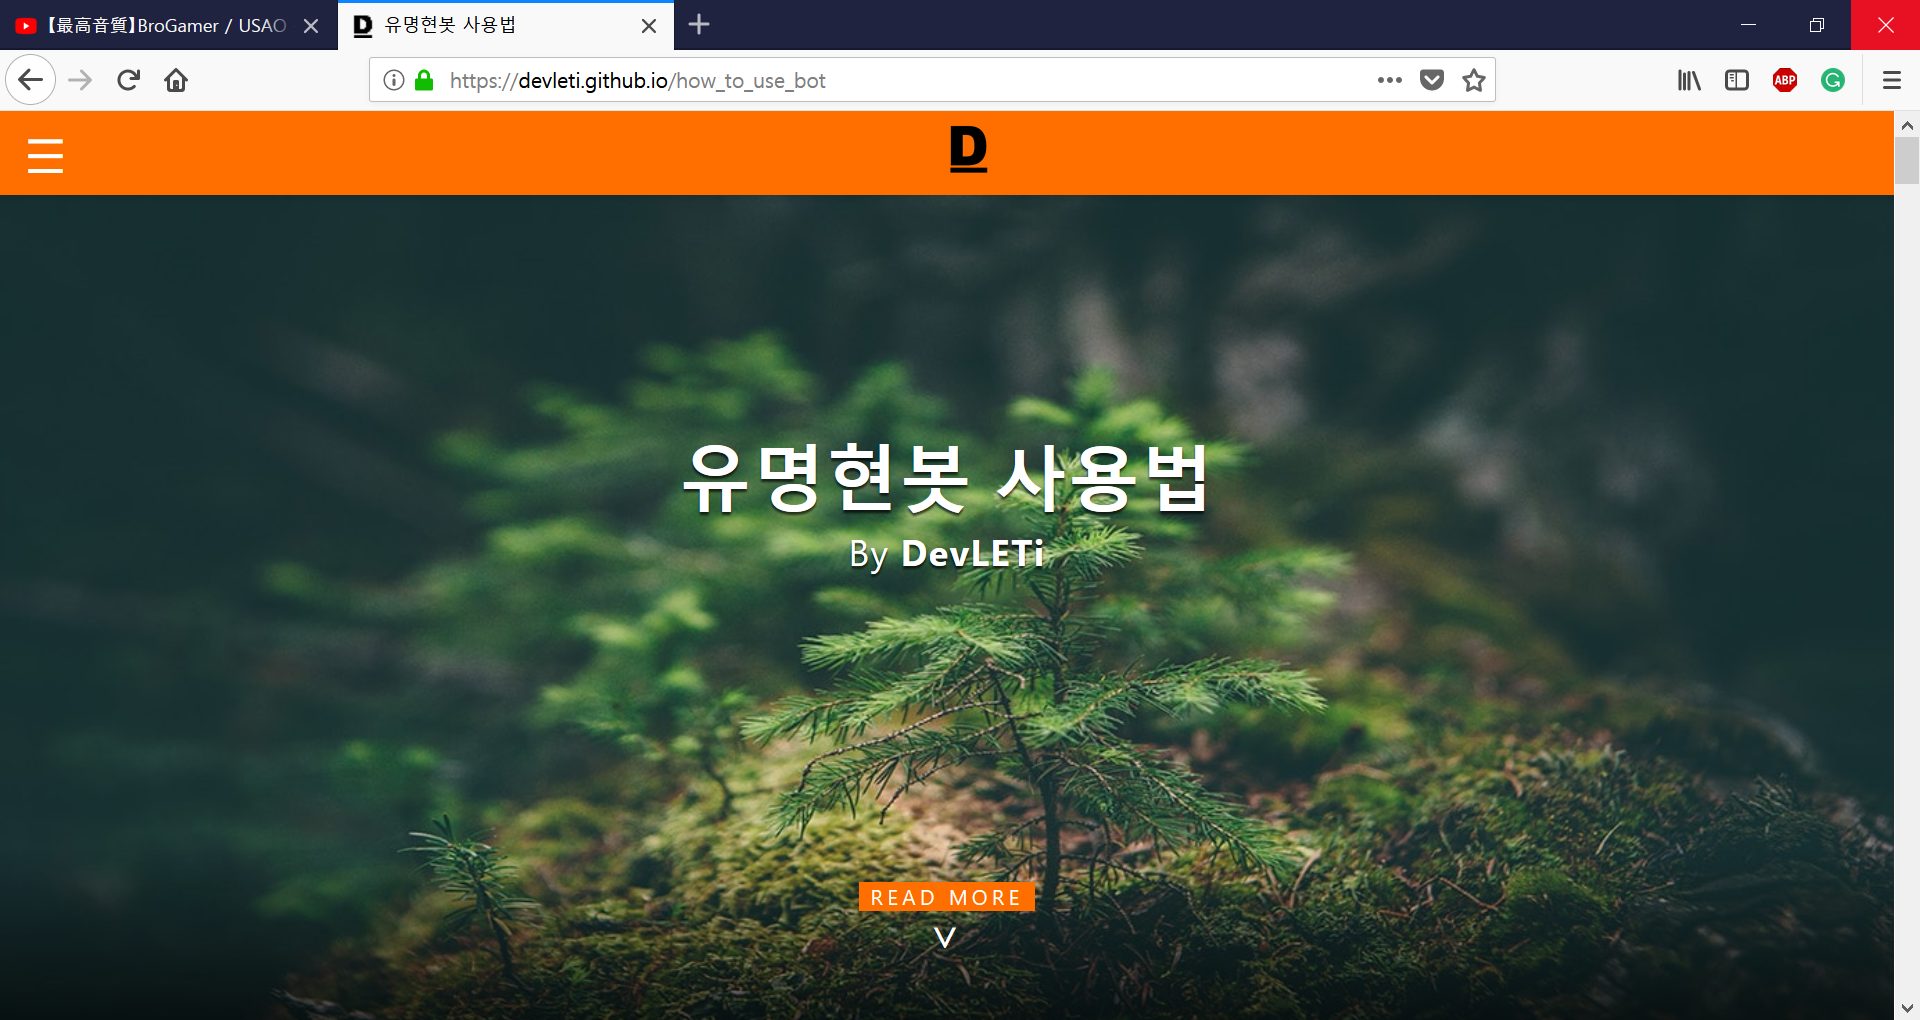 【最高音質】BroGamer / USAO
유명현봇 사용법
https://devleti.github.io/how_to_use_bot
ABP
D
유명현봇 사용법
By DevLETi
READ MORE